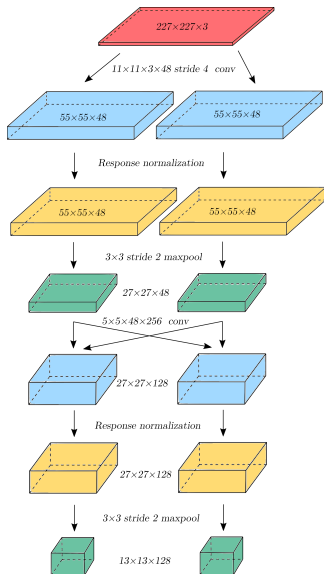 227×227×3
11×11×3×48 stride 4 conv
55×55×48 55×55×48
Response normalization
55×55×48 55×55×48
3×3 stride 2 maxpool
27×27×48
5×5×48×256 conv
27×27×128
Response normalization
27×27×128
3×3 stride 2 maxpool
13×13×128